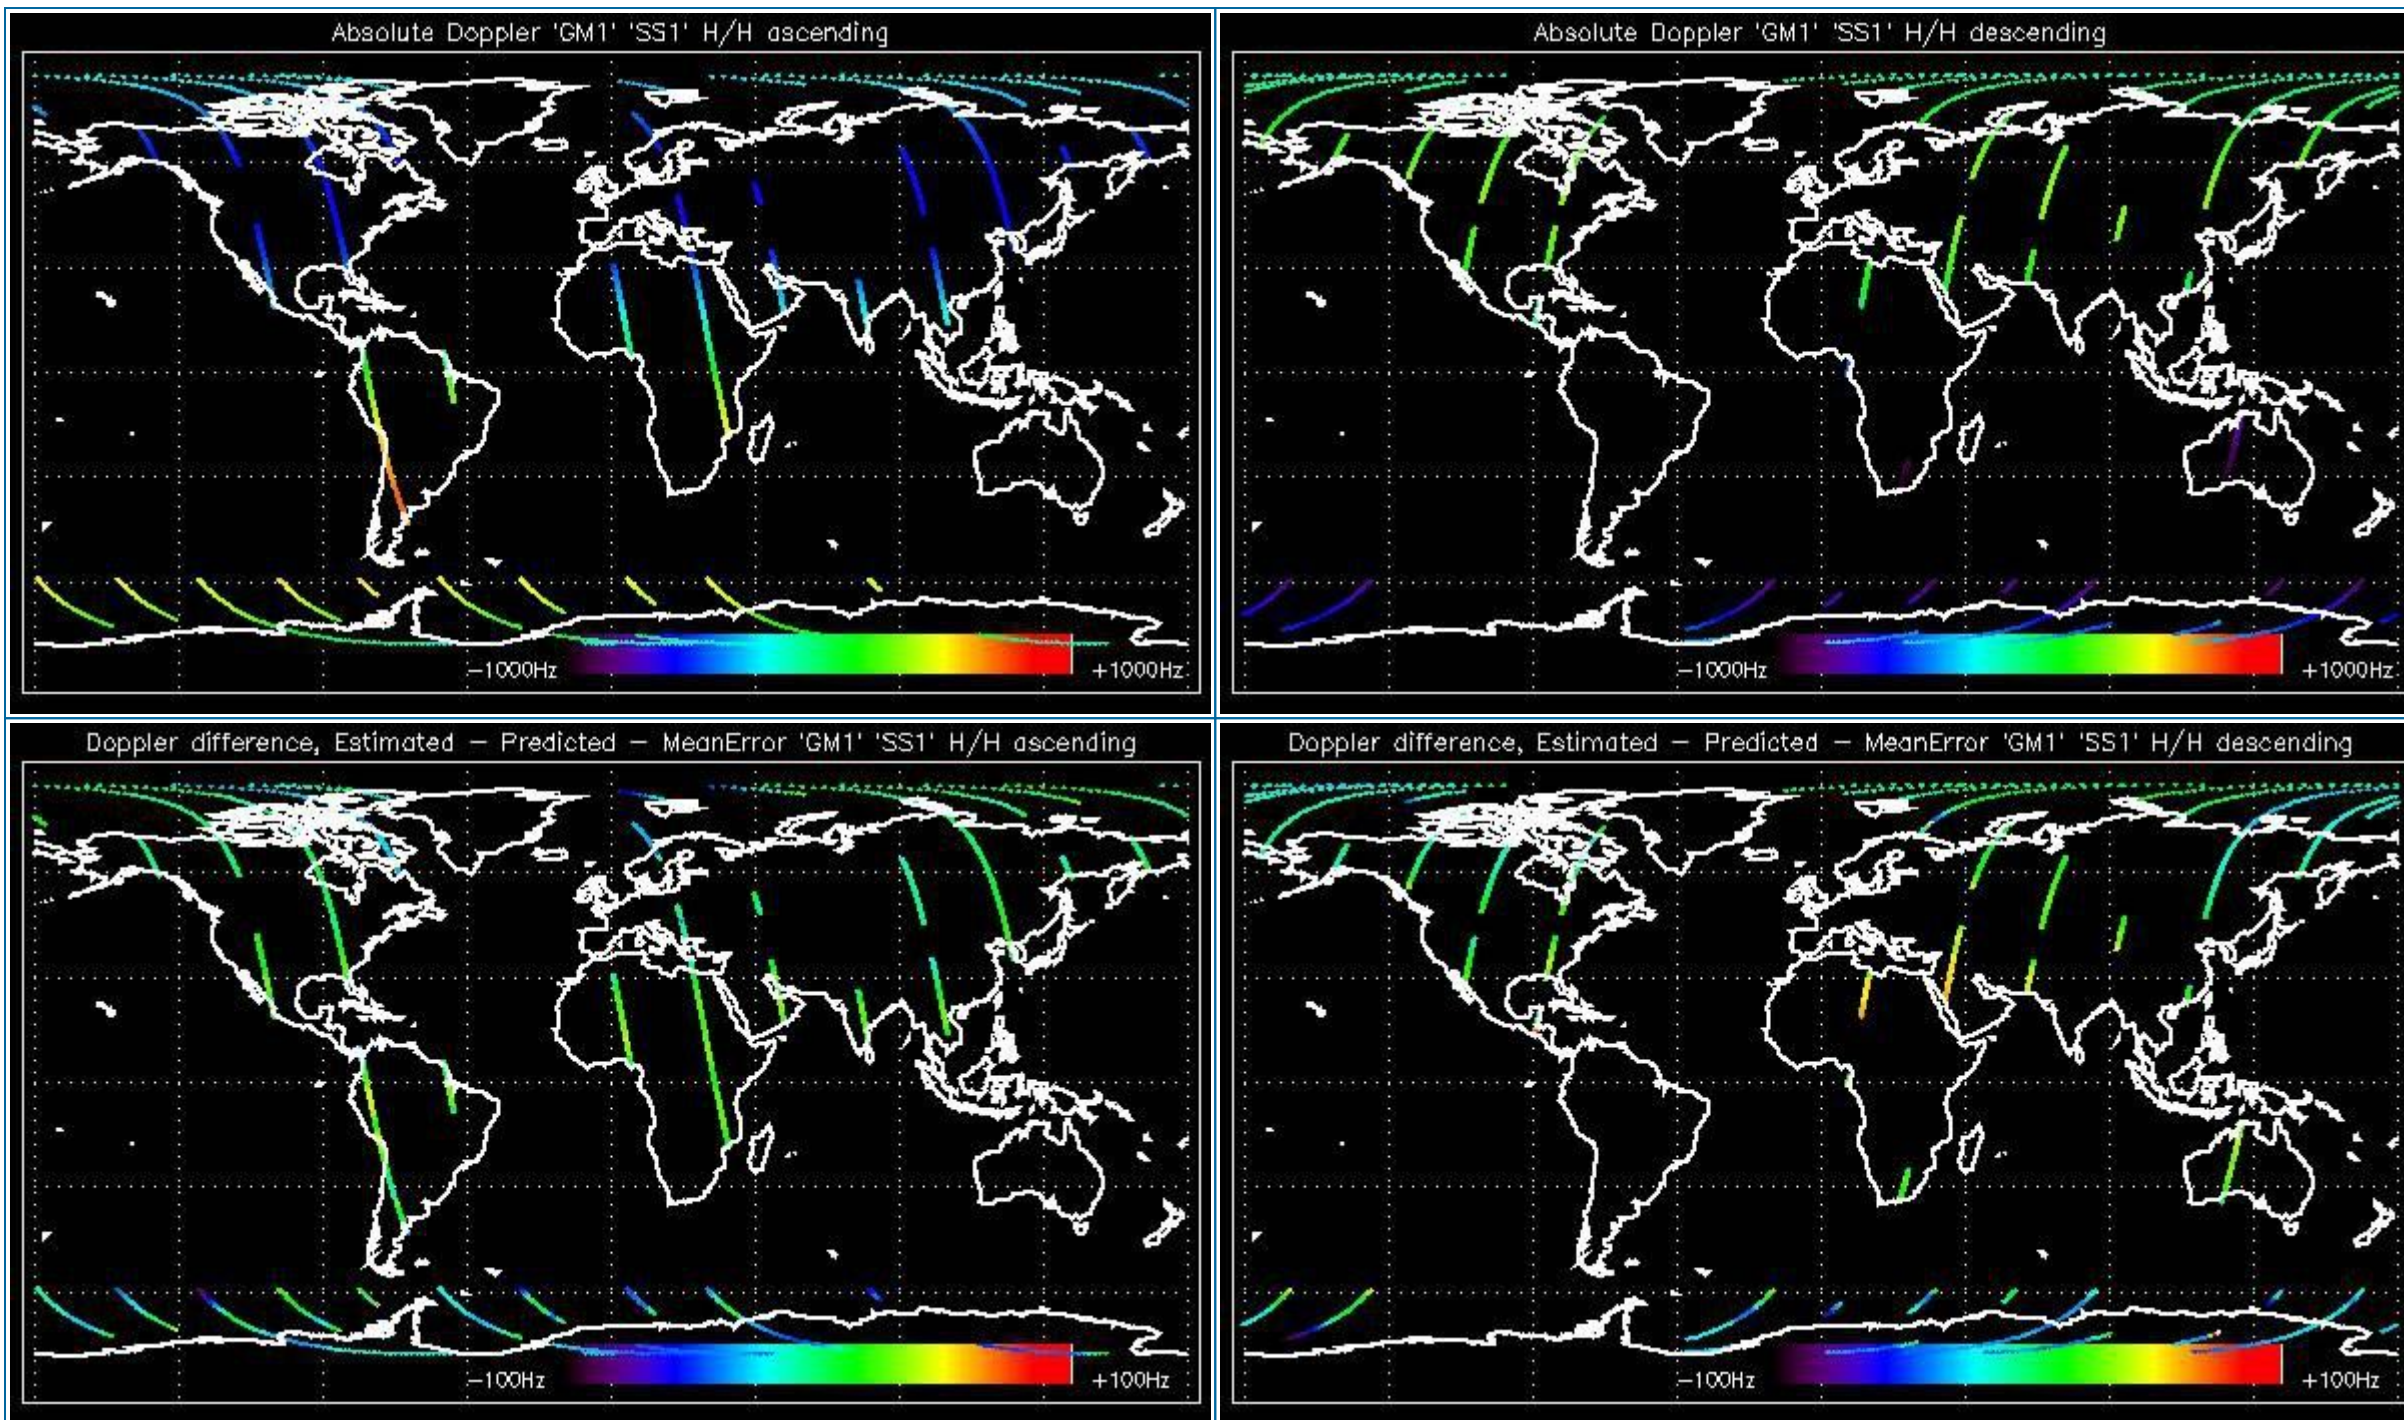 Absolute Doppler 'GM1' 'SS1' H/H ascending
-1000Hz
+1000Hz
Absolute Doppler 'GM1' 'SS1' H/H descending
-1000Hz
+1000Hz
Doppler difference, Estimated - Predicted - MeanError 'GM1' 'SS1' H/H ascending
-100Hz
+100Hz
Doppler difference, Estimated - Predicted - MeanError 'GM1' 'SS1' H/H descending
-100Hz
+100Hz